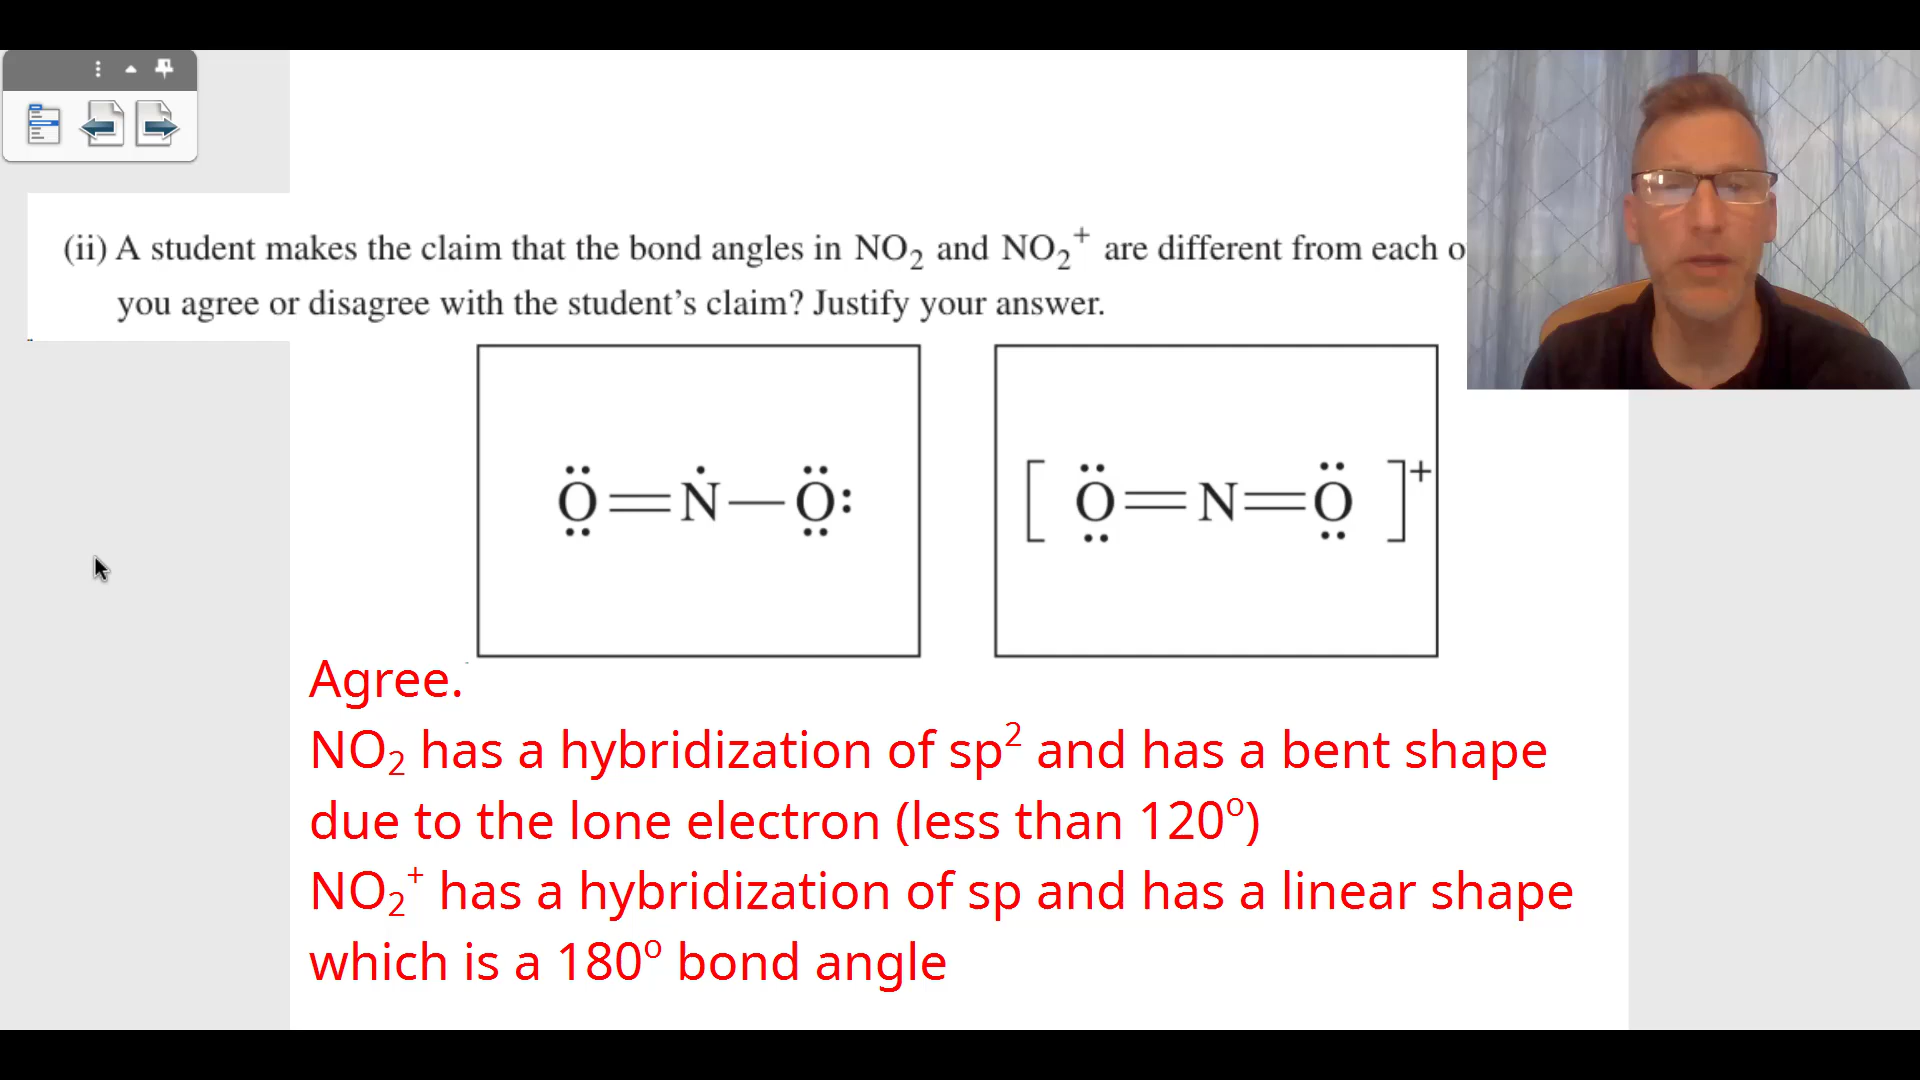 (ii) A student makes the claim that the bond angles in NO₂ and NO₂⁺ are different from each
you agree or disagree with the student’s claim? Justify your answer.
Ö=Ṅ—Ö: [ Ö=N=Ö ]⁺
Agree.
NO₂ has a hybridization of sp² and has a bent shape
due to the lone electron (less than 120º)
NO₂⁺ has a hybridization of sp and has a linear shape
which is a 180º bond angle